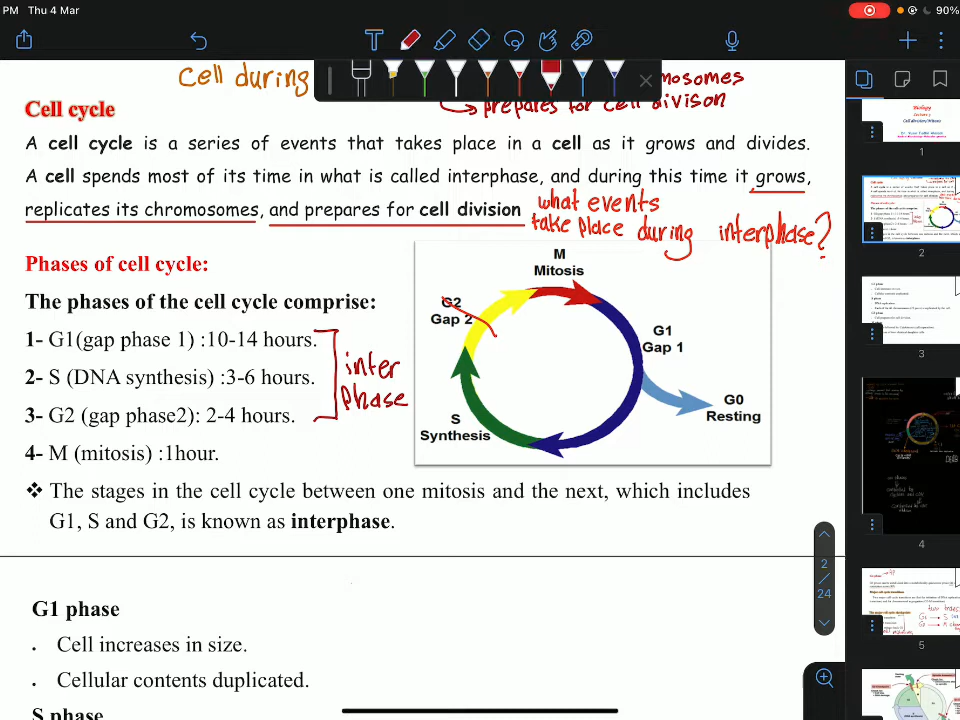 PM Thu 4 Mar
90%
Cell during
mosomes
prepares for cell divison
Cell cycle
A cell cycle is a series of events that takes place in a cell as it grows and divides.
A cell spends most of its time in what is called interphase, and during this time it grows,
replicates its chromosomes, and prepares for cell division
what events
take place during interphase?
Phases of cell cycle:
The phases of the cell cycle comprise:
1- G1(gap phase 1) :10-14 hours.
2- S (DNA synthesis) :3-6 hours.
3- G2 (gap phase2): 2-4 hours.
inter
phase
4- M (mitosis) :1hour.
M
Mitosis
G2
Gap 2
G1
Gap 1
G0
Resting
S
Synthesis
❖ The stages in the cell cycle between one mitosis and the next, which includes
G1, S and G2, is known as interphase.
G1 phase
. Cell increases in size.
. Cellular contents duplicated.
S phase
2
/
24
1
2
3
4
5